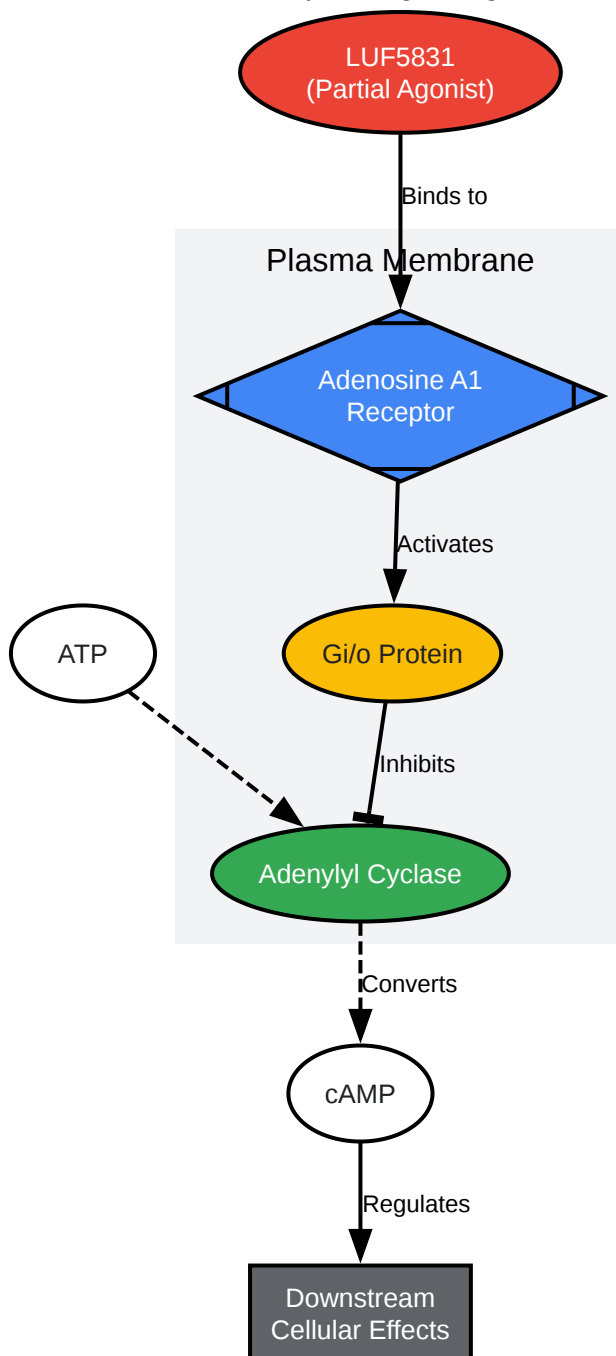 LUF5831
(Partial Agonist)
Binds to
Plasma Membrane
Adenosine A1
Receptor
Activates
ATP
Gi/o Protein
Inhibits
Adenylyl Cyclase
Converts
cAMP
Regulates
Downstream
Cellular Effects